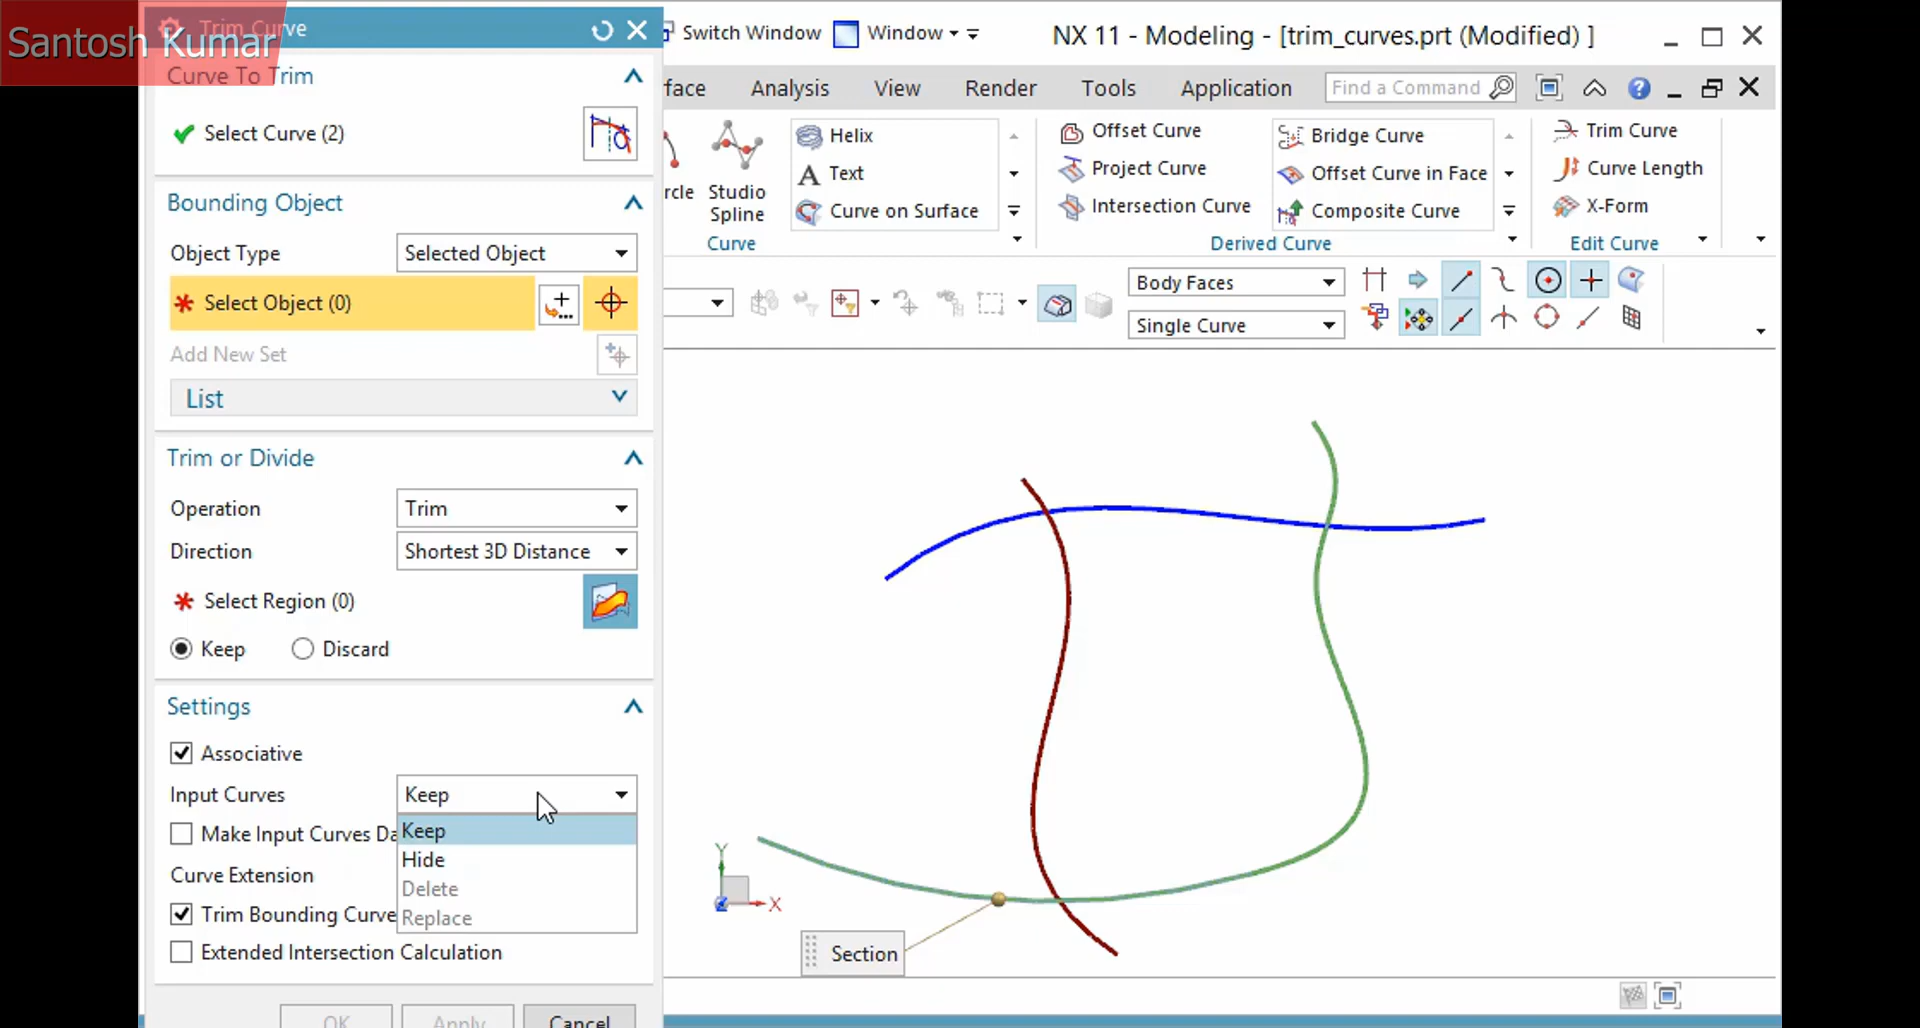 Santosh Kumar
Trim Curve
Switch Window
Window
NX 11 - Modeling - [trim_curves.prt (Modified) ]
Curve To Trim
face
Analysis
View
Render
Tools
Application
Find a Command
Select Curve (2)
rcle
Studio
Spline
Helix
Text
Curve on Surface
Curve
Offset Curve
Project Curve
Intersection Curve
Bridge Curve
Offset Curve in Face
Composite Curve
Derived Curve
Trim Curve
Curve Length
X-Form
Edit Curve
Bounding Object
Object Type
Selected Object
Select Object (0)
Add New Set
List
Body Faces
Single Curve
Trim or Divide
Operation
Trim
Direction
Shortest 3D Distance
Select Region (0)
Keep
Discard
Settings
Associative
Input Curves
Keep
Keep
Hide
Delete
Replace
Make Input Curves Da
Curve Extension
Trim Bounding Curve
Extended Intersection Calculation
OK
Apply
Cancel
Y
X
Section